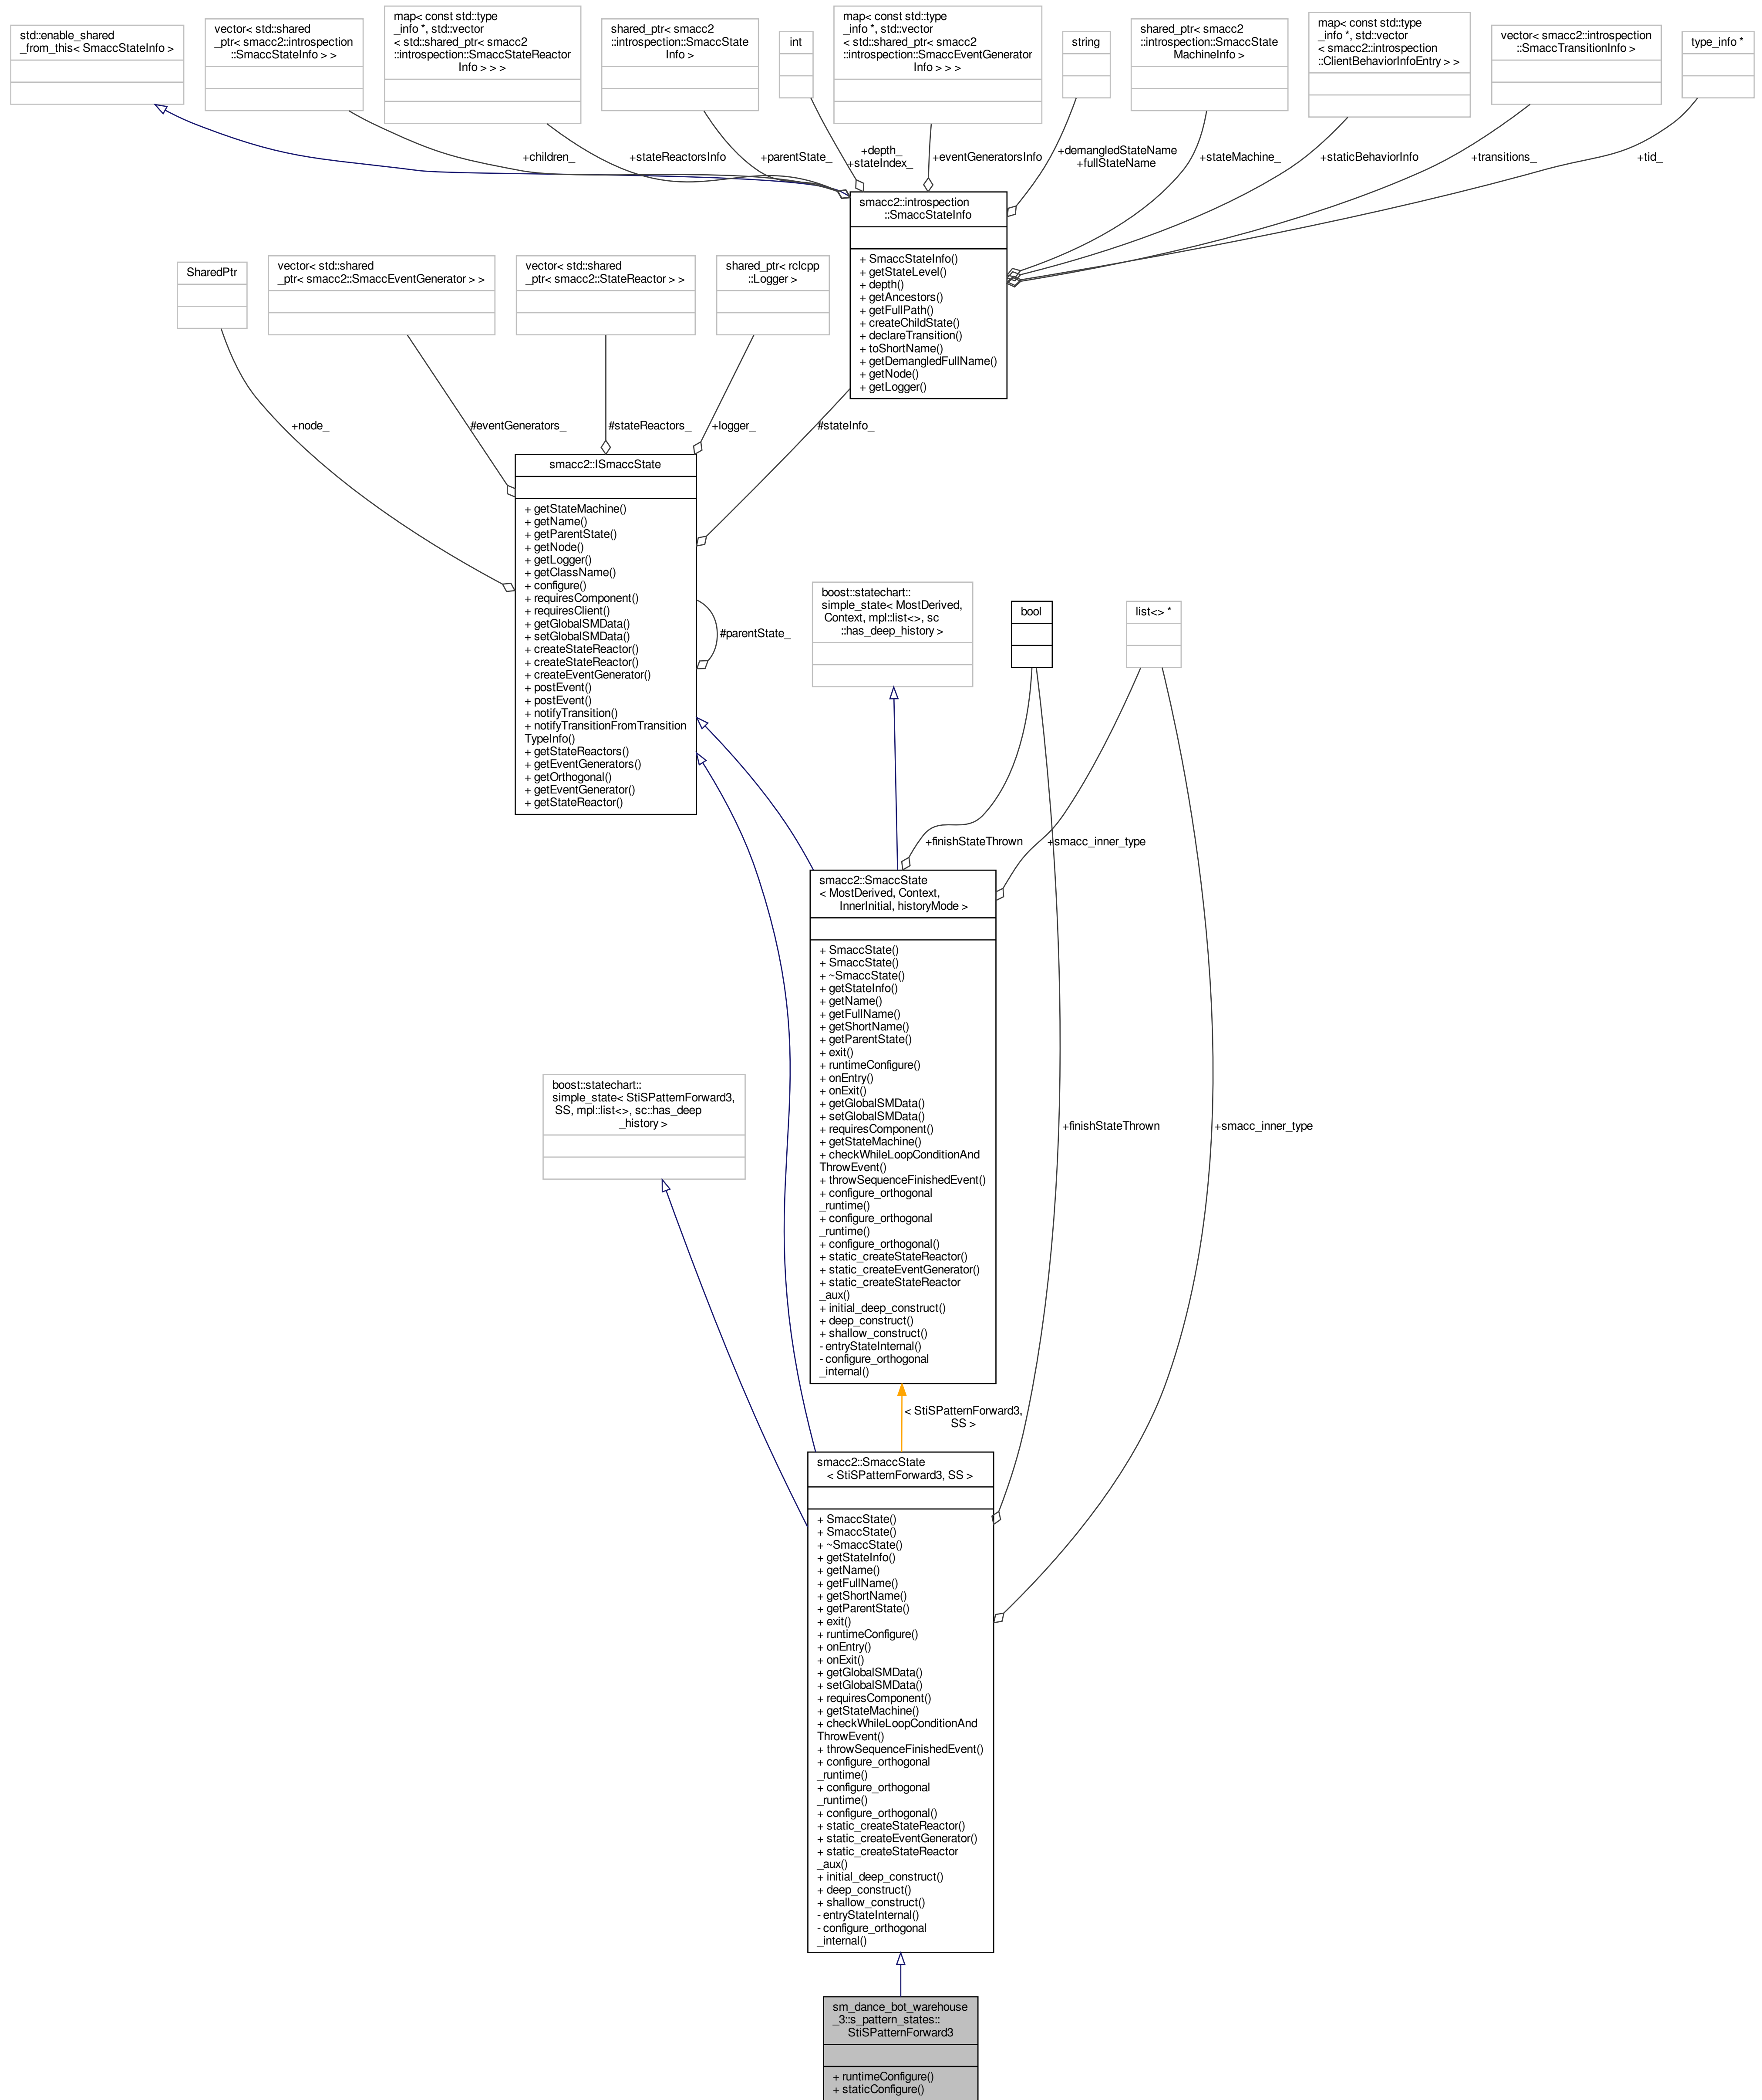 std::enable_shared
_from_this< SmaccStateInfo >
vector< std::shared
_ptr< smacc2::introspection
::SmaccStateInfo > >
map< const std::type
_info *, std::vector
< std::shared_ptr< smacc2
::introspection::SmaccStateReactor
Info > > >
shared_ptr< smacc2
::introspection::SmaccState
Info >
int
map< const std::type
_info *, std::vector
< std::shared_ptr< smacc2
::introspection::SmaccEventGenerator
Info > > >
string
shared_ptr< smacc2
::introspection::SmaccState
MachineInfo >
map< const std::type
_info *, std::vector
< smacc2::introspection
::ClientBehaviorInfoEntry > >
vector< smacc2::introspection
::SmaccTransitionInfo >
type_info *
+children_
+stateReactorsInfo
+parentState_
+depth_
+stateIndex_
+eventGeneratorsInfo
+demangledStateName
+fullStateName
+stateMachine_
+staticBehaviorInfo
+transitions_
+tid_
smacc2::introspection
::SmaccStateInfo
+ SmaccStateInfo()
+ getStateLevel()
+ depth()
+ getAncestors()
+ getFullPath()
+ createChildState()
+ declareTransition()
+ toShortName()
+ getDemangledFullName()
+ getNode()
+ getLogger()
SharedPtr
vector< std::shared
_ptr< smacc2::SmaccEventGenerator > >
vector< std::shared
_ptr< smacc2::StateReactor > >
shared_ptr< rclcpp
::Logger >
+node_
#eventGenerators_
#stateReactors_
+logger_
#stateInfo_
smacc2::ISmaccState
+ getStateMachine()
+ getName()
+ getParentState()
+ getNode()
+ getLogger()
+ getClassName()
+ configure()
+ requiresComponent()
+ requiresClient()
+ getGlobalSMData()
+ setGlobalSMData()
+ createStateReactor()
+ createStateReactor()
+ createEventGenerator()
+ postEvent()
+ postEvent()
+ notifyTransition()
+ notifyTransitionFromTransition
TypeInfo()
+ getStateReactors()
+ getEventGenerators()
+ getOrthogonal()
+ getEventGenerator()
+ getStateReactor()
#parentState_
boost::statechart::
simple_state< MostDerived,
Context, mpl::list<>, sc
::has_deep_history >
bool
list<> *
+finishStateThrown
+smacc_inner_type
smacc2::SmaccState
< MostDerived, Context,
InnerInitial, historyMode >
+ SmaccState()
+ SmaccState()
+ ~SmaccState()
+ getStateInfo()
+ getName()
+ getFullName()
+ getShortName()
+ getParentState()
+ exit()
+ runtimeConfigure()
+ onEntry()
+ onExit()
+ getGlobalSMData()
+ setGlobalSMData()
+ requiresComponent()
+ getStateMachine()
+ checkWhileLoopConditionAnd
ThrowEvent()
+ throwSequenceFinishedEvent()
+ configure_orthogonal
_runtime()
+ configure_orthogonal
_runtime()
+ configure_orthogonal()
+ static_createStateReactor()
+ static_createEventGenerator()
+ static_createStateReactor
_aux()
+ initial_deep_construct()
+ deep_construct()
+ shallow_construct()
- entryStateInternal()
- configure_orthogonal
_internal()
boost::statechart::
simple_state< StiSPatternForward3,
SS, mpl::list<>, sc::has_deep
_history >
+finishStateThrown
+smacc_inner_type
< StiSPatternForward3,
SS >
smacc2::SmaccState
< StiSPatternForward3, SS >
+ SmaccState()
+ SmaccState()
+ ~SmaccState()
+ getStateInfo()
+ getName()
+ getFullName()
+ getShortName()
+ getParentState()
+ exit()
+ runtimeConfigure()
+ onEntry()
+ onExit()
+ getGlobalSMData()
+ setGlobalSMData()
+ requiresComponent()
+ getStateMachine()
+ checkWhileLoopConditionAnd
ThrowEvent()
+ throwSequenceFinishedEvent()
+ configure_orthogonal
_runtime()
+ configure_orthogonal
_runtime()
+ configure_orthogonal()
+ static_createStateReactor()
+ static_createEventGenerator()
+ static_createStateReactor
_aux()
+ initial_deep_construct()
+ deep_construct()
+ shallow_construct()
- entryStateInternal()
- configure_orthogonal
_internal()
sm_dance_bot_warehouse
_3::s_pattern_states::
StiSPatternForward3
+ runtimeConfigure()
+ staticConfigure()